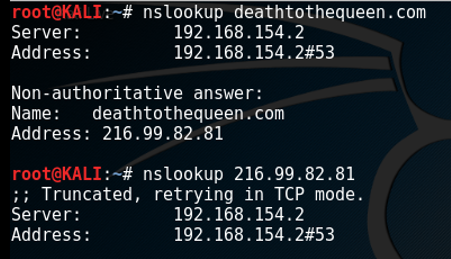 root@KALI:~# nslookup deathtothequeen.com
Server: 192.168.154.2
Address: 192.168.154.2#53
Non-authoritative answer:
Name: deathtothequeen.com
Address: 216.99.82.81
root@KALI:~# nslookup 216.99.82.81
;; Truncated, retrying in TCP mode.
Server: 192.168.154.2
Address: 192.168.154.2#53